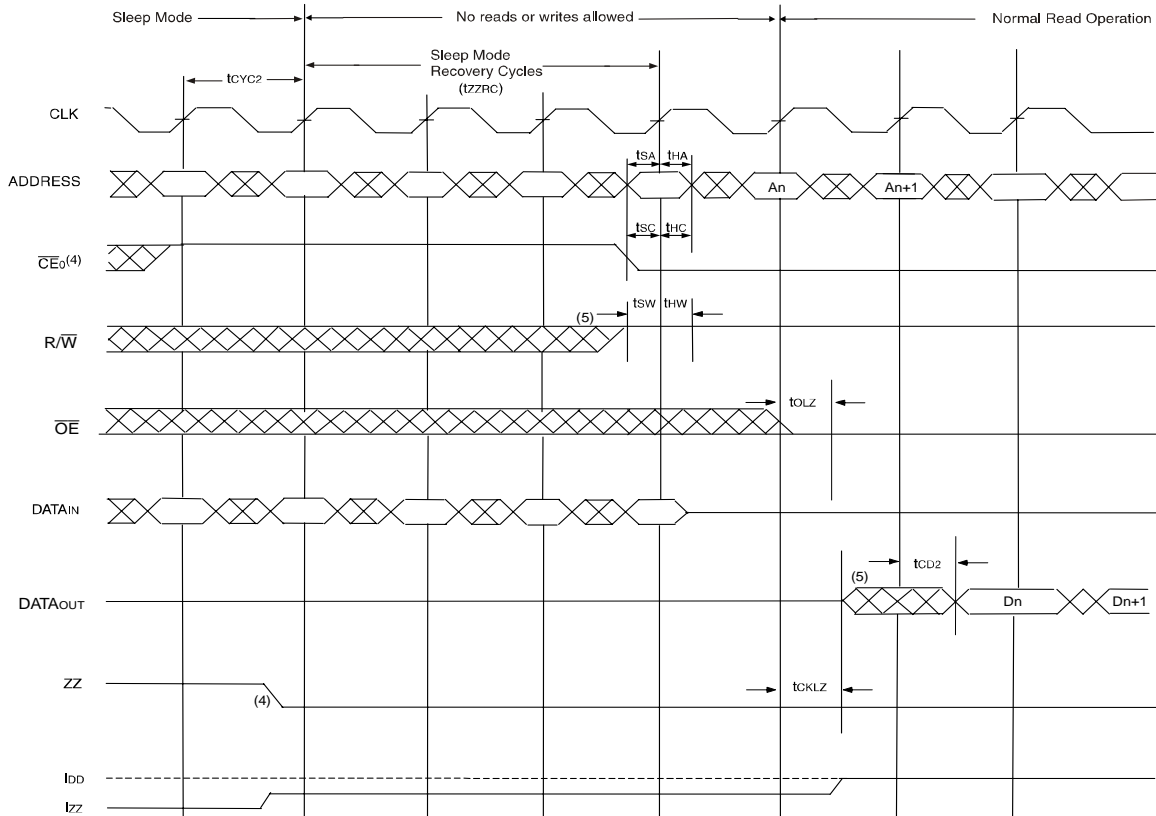 Sleep Mode
No reads or writes allowed
Normal Read Operation
Sleep Mode
Recovery Cycles
(tZZRC)
tCYC2
CLK
tSA tHA
ADDRESS
An
An+1
tSC tHC
CE0(4)
tSW tHW
(5)
R/W
tOLZ
OE
DATAIN
tCD2
(5)
DATAOUT
Dn
Dn+1
ZZ
(4)
tCKLZ
IDD
IZZ